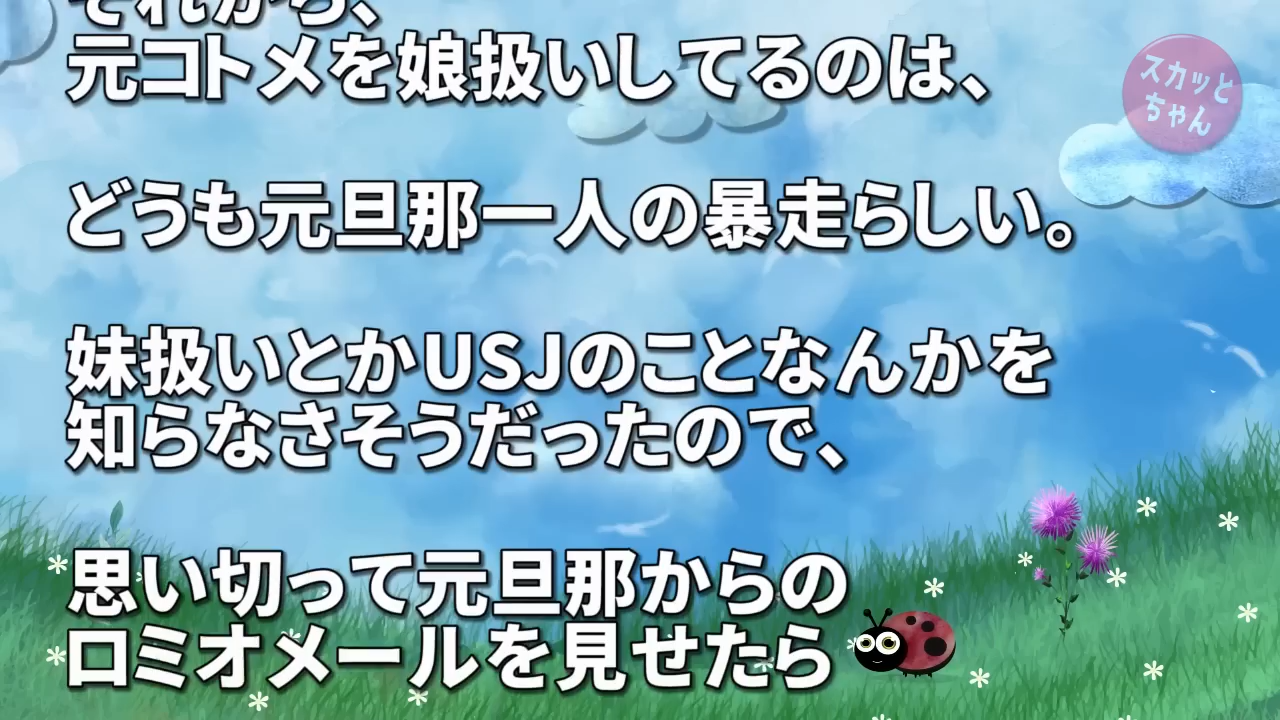 それから、
元コトメを娘扱いしてるのは、
どうも元旦那一人の暴走らしい。
妹扱いとかUSJのことなんかを
知らなさそうだったので、
思い切って元旦那からの
ロミオメールを見せたら
スカッと
ちゃん